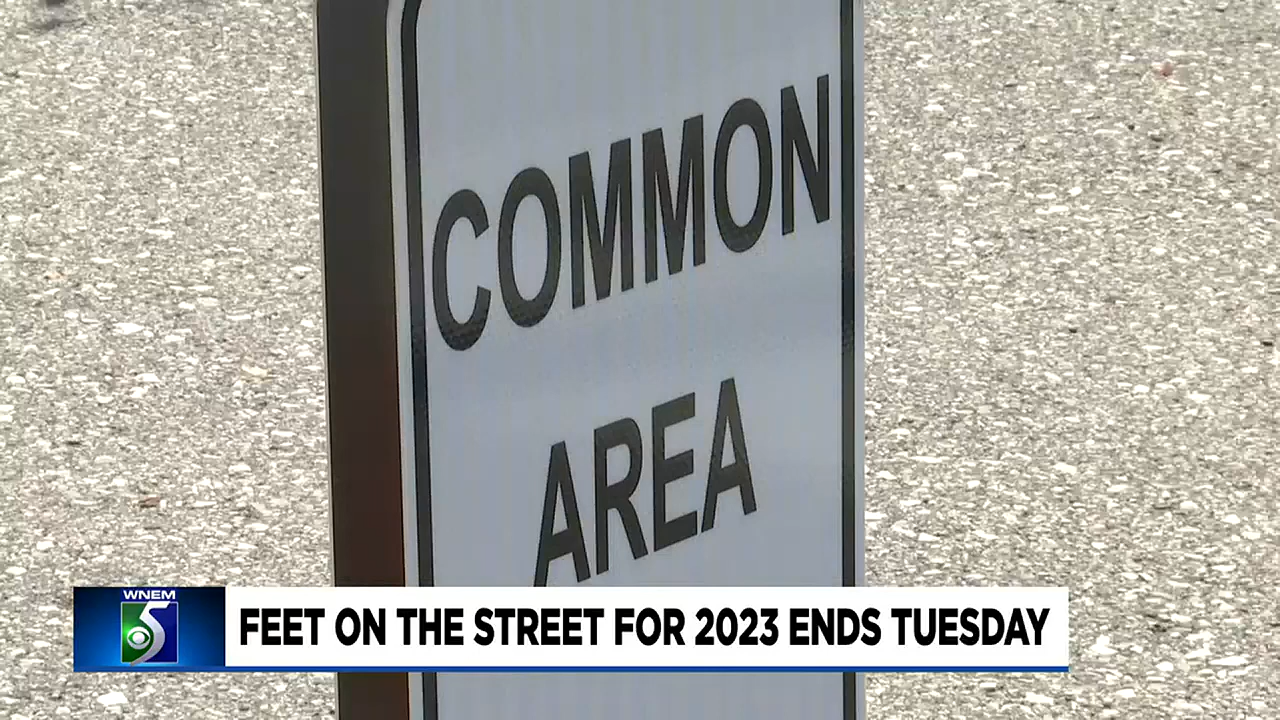 COMMON
AREA
WNEM
5
FEET ON THE STREET FOR 2023 ENDS TUESDAY